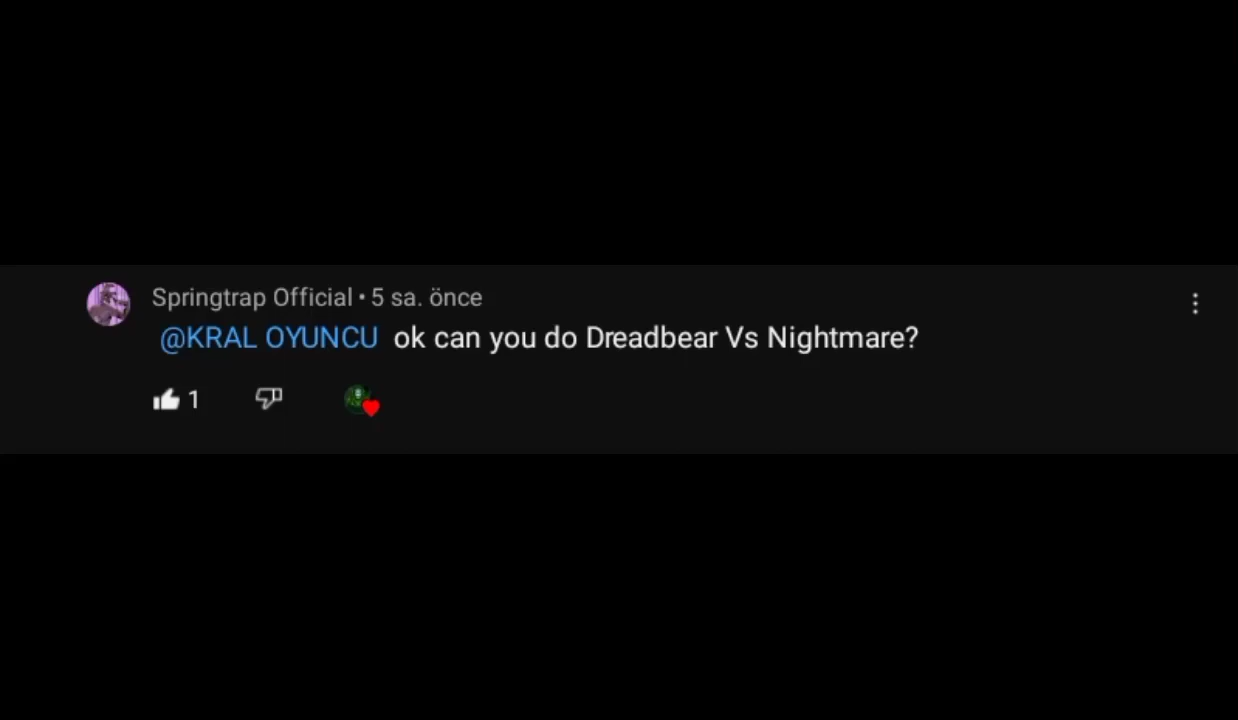 Springtrap Official • 5 sa. önce
@KRAL OYUNCU ok can you do Dreadbear Vs Nightmare?
1